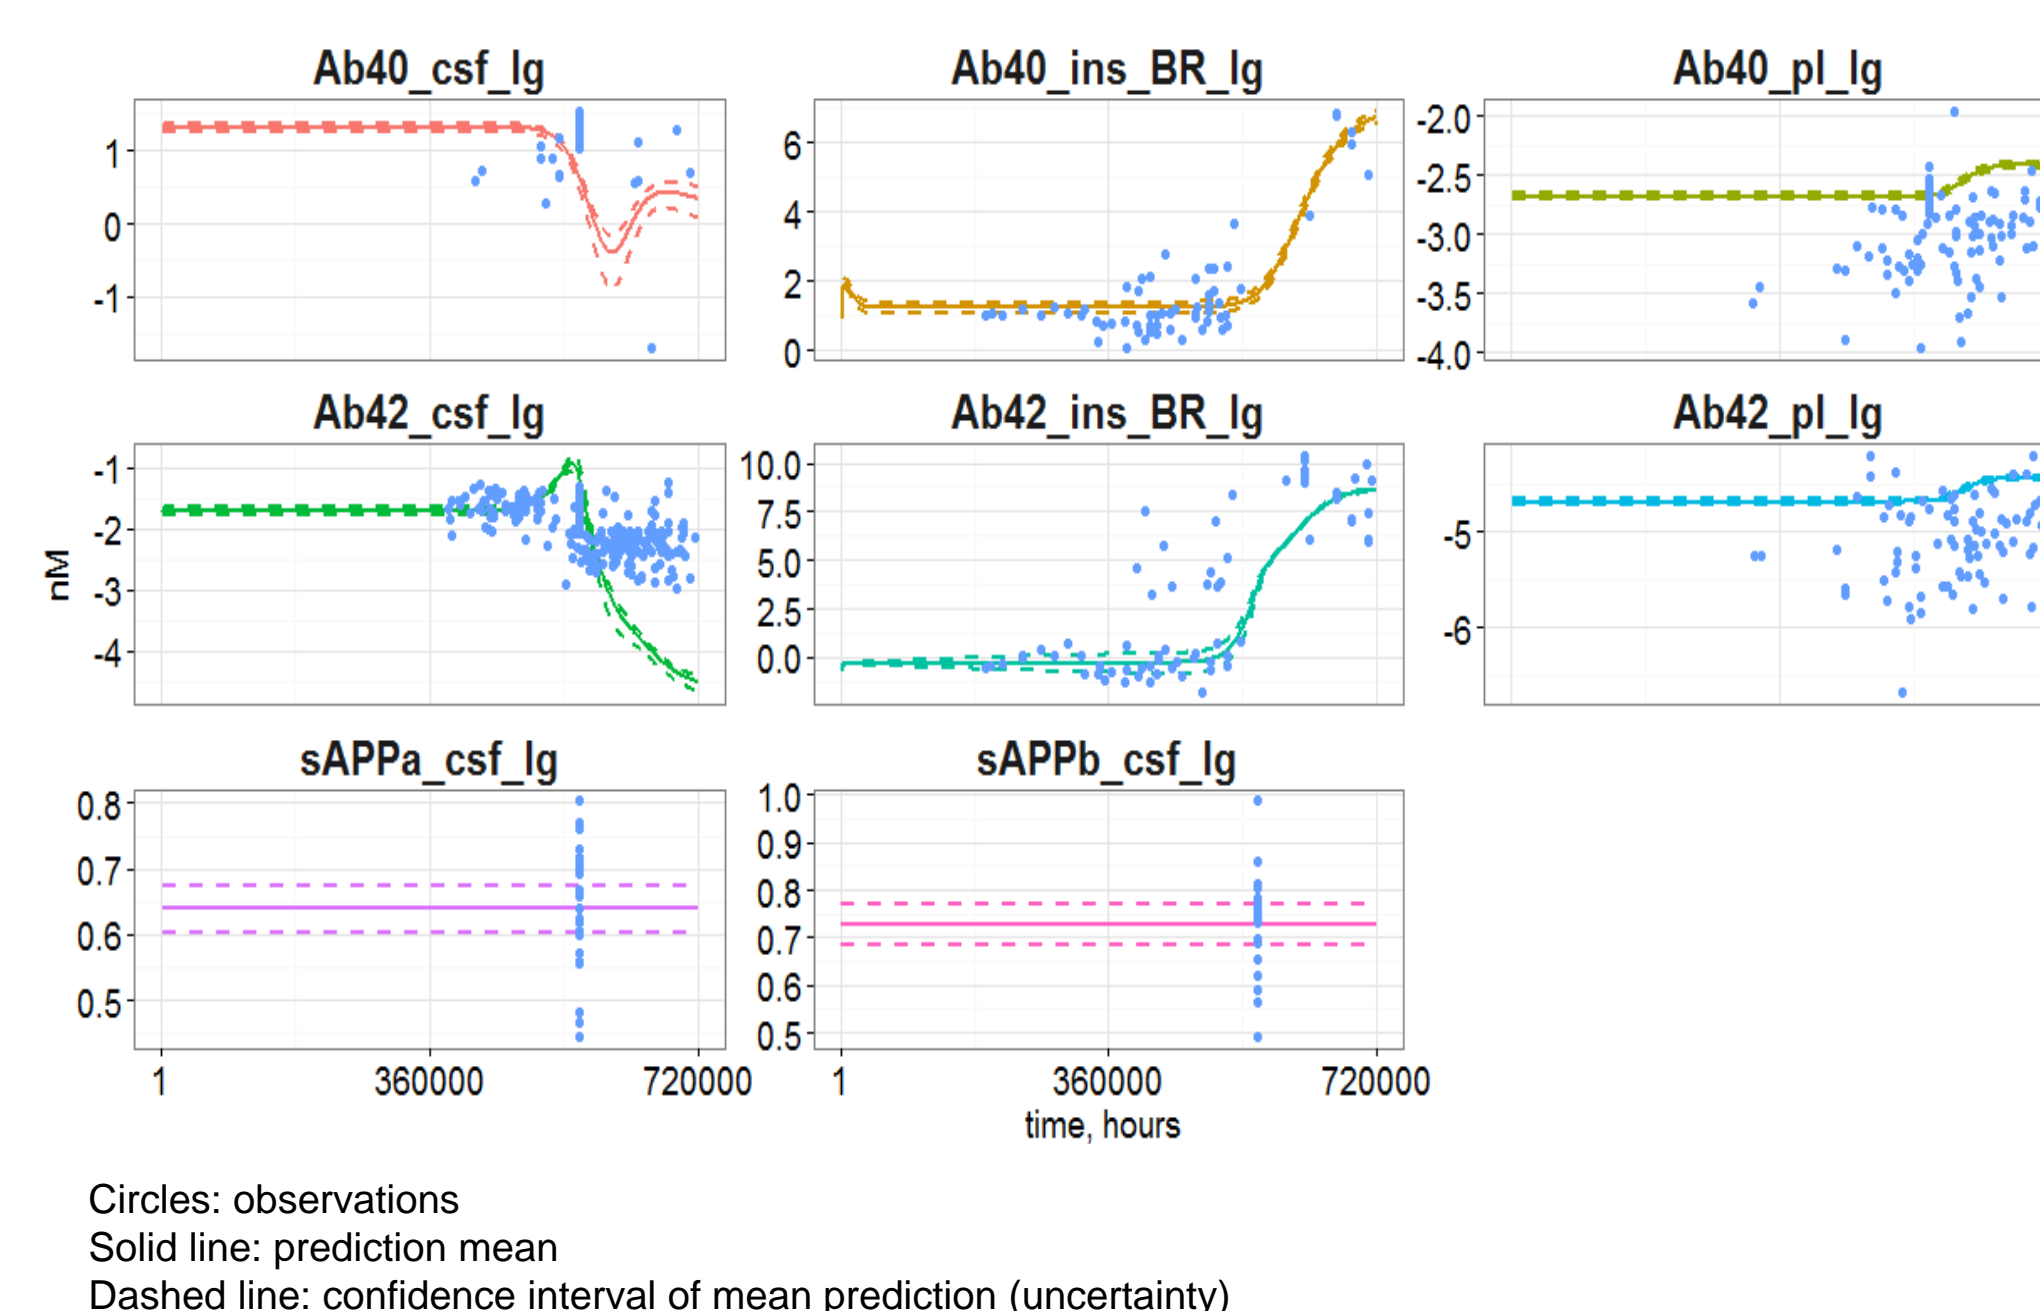 Ab40_csf_lg
Ab40_ins_BR_lg
Ab40_pl_lg
1
0
-1
6
4
2
0
-2.0
-2.5
-3.0
-3.5
-4.0
Ab42_csf_lg
Ab42_ins_BR_lg
Ab42_pl_lg
-1
-2
-3
-4
10.0
7.5
5.0
2.5
0.0
-5
-6
nM
sAPPa_csf_lg
sAPPb_csf_lg
0.8
0.7
0.6
0.5
1.0
0.9
0.8
0.7
0.6
0.5
1 360000 720000
1 360000 720000
time, hours
Circles: observations
Solid line: prediction mean
Dashed line: confidence interval of mean prediction (uncertainty)